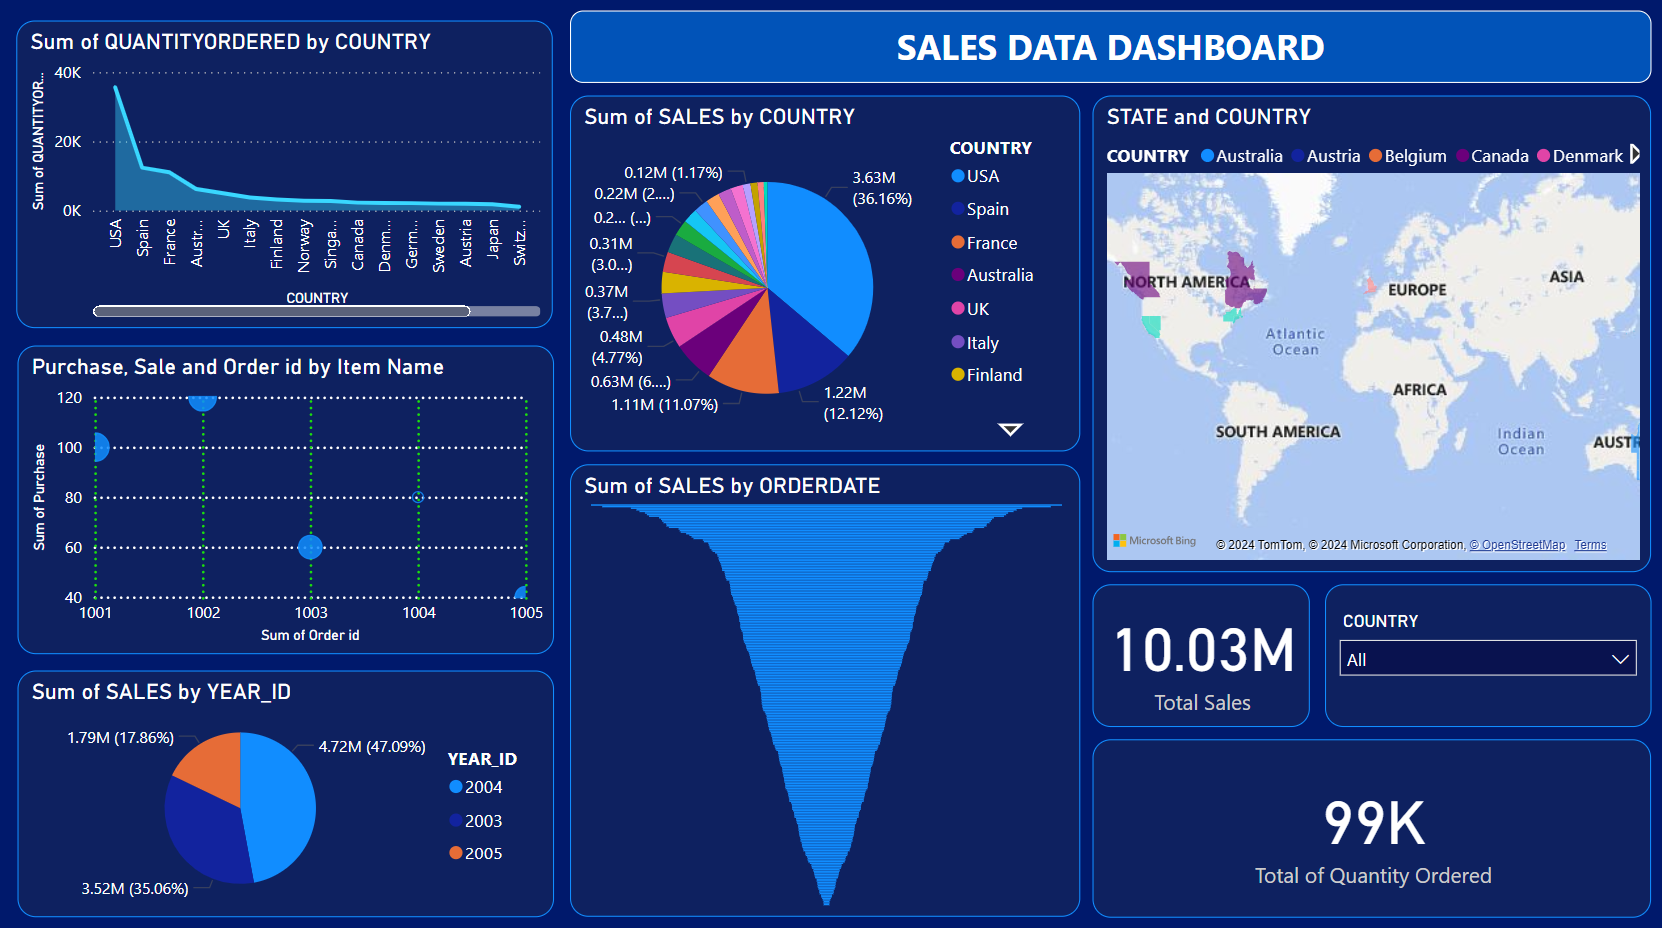 SALES DATA DASHBOARD
Sum of QUANTITYORDERED by COUNTRY
Sum of QUANTITYOR...
40K
20K
0K
USA
Spain
France
Austr...
UK
Italy
Finland
Norway
Singa...
Canada
Denm...
Germ...
Sweden
Austria
Japan
Switz...
COUNTRY
Purchase, Sale and Order id by Item Name
Sum of Purchase
120
100
80
60
40
1001 1002 1003 1004 1005
Sum of Order id
Sum of SALES by YEAR_ID
1.79M (17.86%)
4.72M (47.09%)
3.52M (35.06%)
YEAR_ID
2004
2003
2005
Sum of SALES by COUNTRY
0.12M (1.17%)
0.22M (2....)
0.2... (...)
0.31M
(3.0...)
0.37M
(3.7...)
0.48M
(4.77%)
0.63M (6....)
1.11M (11.07%)
1.22M
(12.12%)
3.63M
(36.16%)
COUNTRY
USA
Spain
France
Australia
UK
Italy
Finland
Sum of SALES by ORDERDATE
STATE and COUNTRY
COUNTRY Australia Austria Belgium Canada Denmark
NORTH AMERICA
EUROPE
ASIA
Atlantic
Ocean
AFRICA
SOUTH AMERICA
Indian
Ocean
AUSTR
Microsoft Bing
© 2024 TomTom, © 2024 Microsoft Corporation, © OpenStreetMap Terms
10.03M
Total Sales
COUNTRY
All
99K
Total of Quantity Ordered